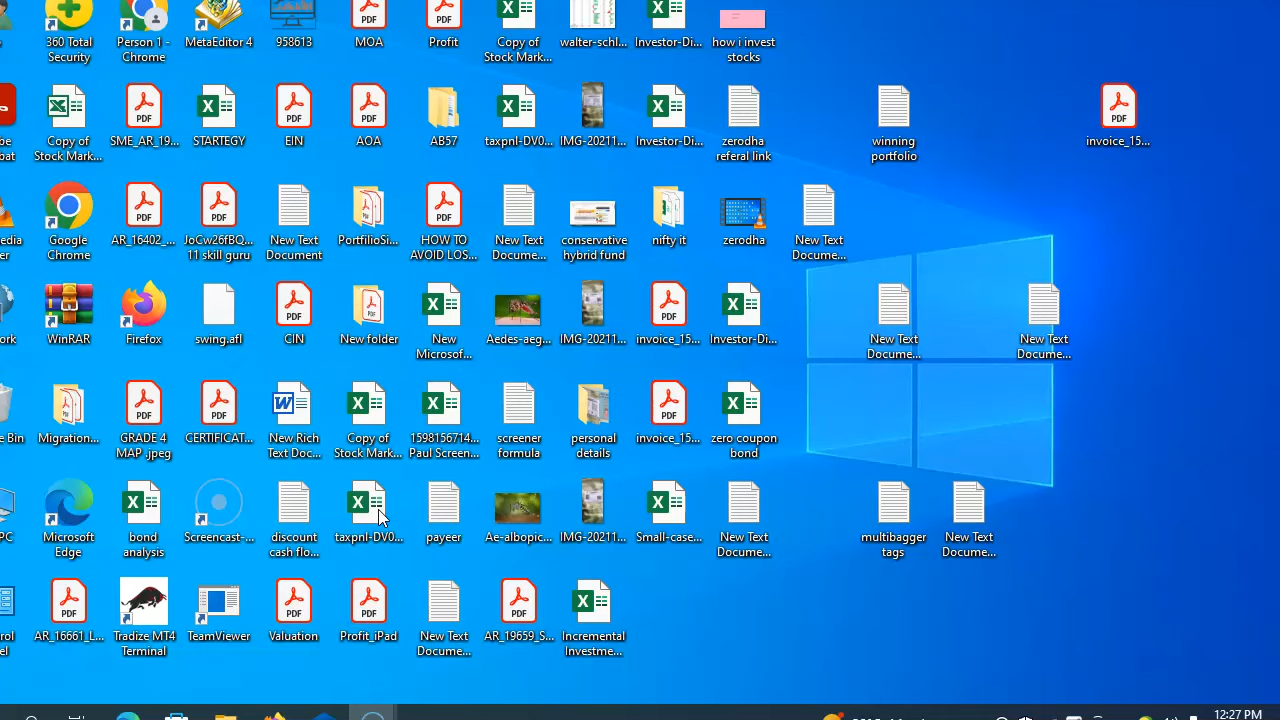 360 Total
Security
Person 1 -
Chrome
MetaEditor 4
958613
MOA
Profit
Copy of
Stock Mark...
walter-schl...
Investor-Di...
how i invest
stocks
Copy of
Stock Mark...
SME_AR_19...
STARTEGY
EIN
AOA
AB57
taxpnl-DV0...
IMG-20211...
Investor-Di...
zerodha
referal link
winning
portfolio
invoice_15...
Google
Chrome
AR_16402_...
JoCw26fBQ...
11 skill guru
New Text
Document
PortfilioSi...
HOW TO
AVOID LOS...
New Text
Docume...
conservative
hybrid fund
nifty it
zerodha
New Text
Docume...
WinRAR
Firefox
swing.afl
CIN
New folder
New
Microsof...
Aedes-aeg...
IMG-20211...
invoice_15...
Investor-Di...
New Text
Docume...
New Text
Docume...
e Bin
Migration...
GRADE 4
MAP .jpeg
CERTIFICAT...
New Rich
Text Doc...
Copy of
Stock Mark...
1598156714...
Paul Screen...
screener
formula
personal
details
invoice_15...
zero coupon
bond
PC
Microsoft
Edge
bond
analysis
Screencast-...
discount
cash flo...
taxpnl-DV0...
payeer
Ae-albopic...
IMG-20211...
Small-case...
New Text
Docume...
multibagger
tags
New Text
Docume...
AR_16661_L...
Tradize MT4
Terminal
TeamViewer
Valuation
Profit_iPad
New Text
Docume...
AR_19659_S...
Incremental
Investme...
12:27 PM